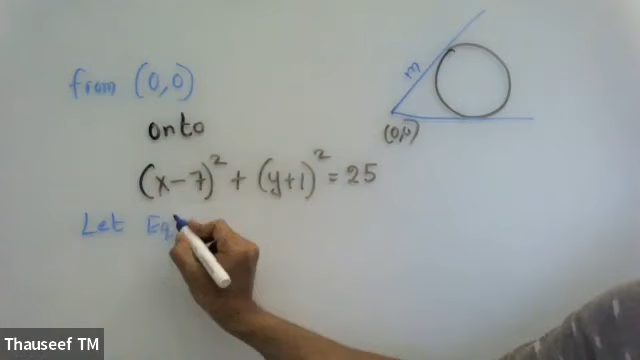 from (0,0)
onto
(x-7)² + (y+1)² = 25
Let Eq
m
(0,0)
Thauseef TM